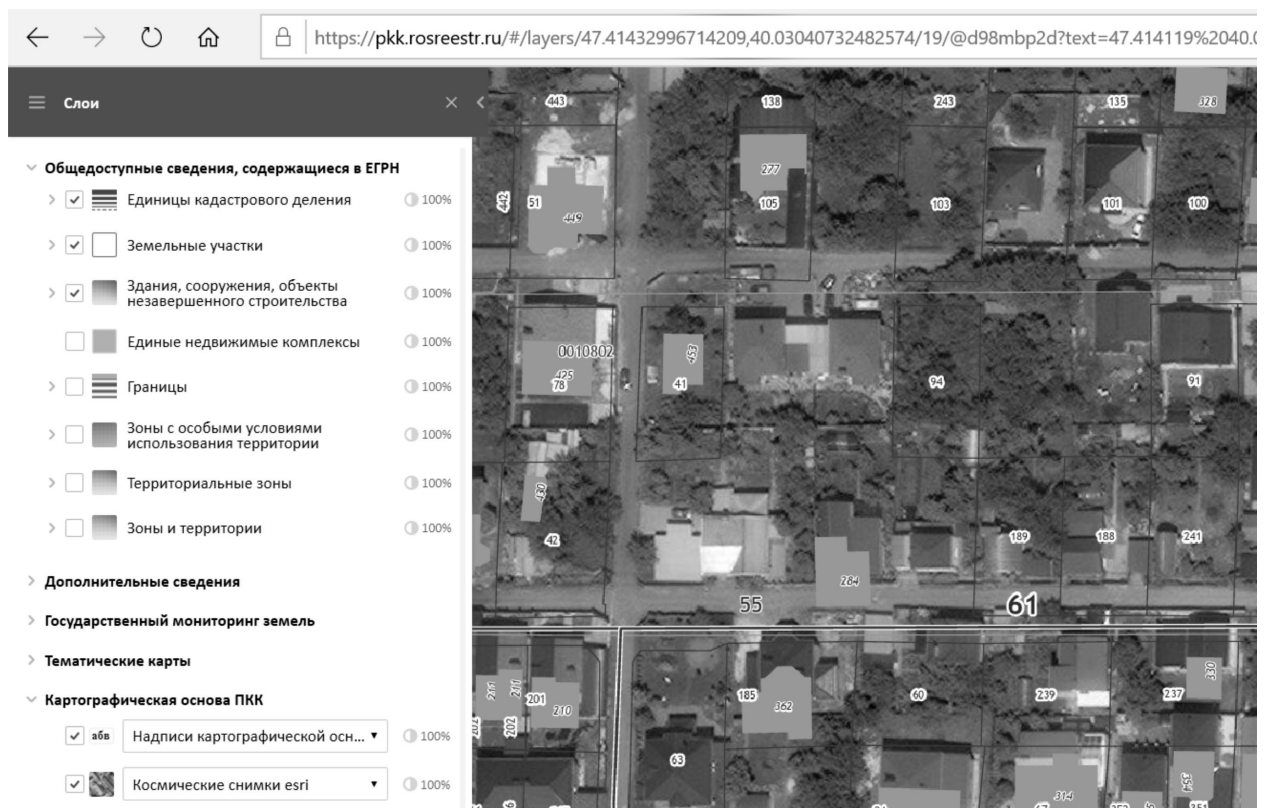 https://pkk.rosreestr.ru/#/layers/47.41432996714209,40.03040732482574/19/@d98mbp2d?text=47.414119%2040.0
Слои
Общедоступные сведения, содержащиеся в ЕГРН
Единицы кадастрового деления 100%
Земельные участки 100%
Здания, сооружения, объекты
незавершенного строительства 100%
Единые недвижимые комплексы 100%
Границы 100%
Зоны с особыми условиями
использования территории 100%
Территориальные зоны 100%
Зоны и территории 100%
Дополнительные сведения
Государственный мониторинг земель
Тематические карты
Картографическая основа ПКК
абв Надписи картографической осн... 100%
Космические снимки esri 100%
443 138 243 135 328
277
442 51 449 105 103 101 100
0010802
453
425
78 41 94 91
430
42 189 188 241
284
55 61
201 210 185 362 60 239 237 330
202 202
63
314 354
351